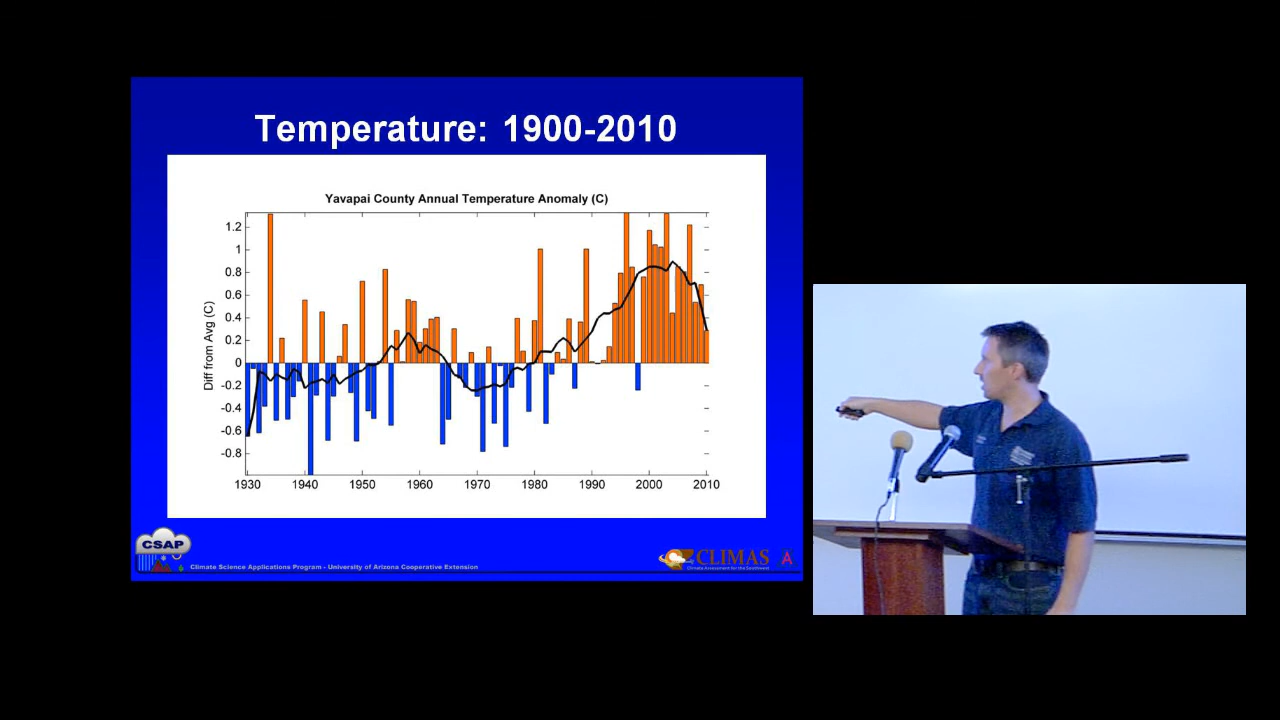 Temperature: 1900-2010
Yavapai County Annual Temperature Anomaly (C)
Diff from Avg (C)
1.2
1
0.8
0.6
0.4
0.2
0
-0.2
-0.4
-0.6
-0.8
1930 1940 1950 1960 1970 1980 1990 2000 2010
CSAP
Climate Science Applications Program - University of Arizona Cooperative Extension
CLIMAS
Climate Assessment for the Southwest
A